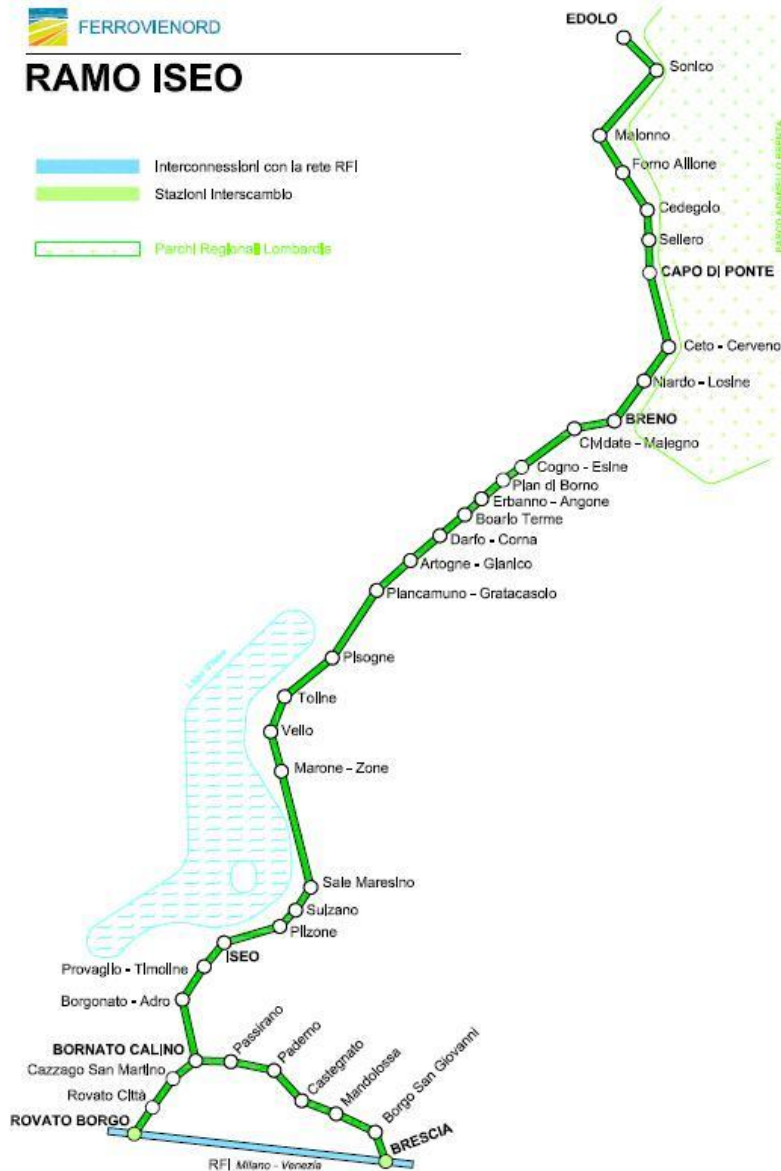 FERROVIENORD
RAMO ISEO
Interconnessioni con la rete RFI
Stazioni Interscambio
Parchi Regionali Lombardia
EDOLO
Sonico
Malonno
Forno Allione
Cedegolo
Sellero
CAPO DI PONTE
Ceto - Cerveno
Niardo - Losine
BRENO
Cividate - Malegno
Cogno - Esine
Pian di Borno
Erbanno - Angone
Boario Terme
Darfo - Corna
Artogne - Gianico
Piancamuno - Gratacasolo
Pisogne
Toline
Vello
Marone - Zone
Sale Maresino
Sulzano
Pilzone
ISEO
Provaglio - Timoline
Borgonato - Adro
BORNATO CALINO
Passirano
Paderno
Castegnato
Mandolossa
Borgo San Giovanni
Cazzago San Martino
Rovato Città
ROVATO BORGO
BRESCIA
RFI Milano - Venezia